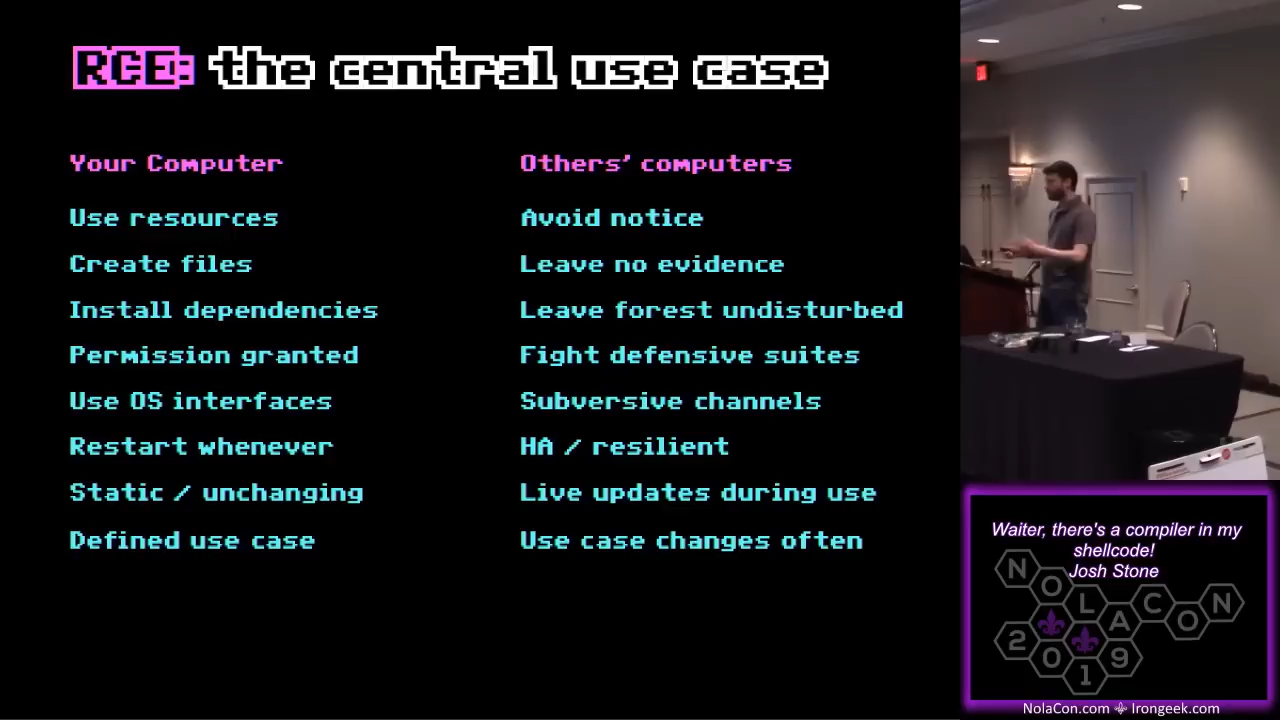 RCE: the central use case
Your Computer
Use resources
Create files
Install dependencies
Permission granted
Use OS interfaces
Restart whenever
Static / unchanging
Defined use case
Others' computers
Avoid notice
Leave no evidence
Leave forest undisturbed
Fight defensive suites
Subversive channels
HA / resilient
Live updates during use
Use case changes often
Waiter, there's a compiler in my
shellcode!
Josh Stone
NOLACON
2019
NolaCon.com Irongeek.com